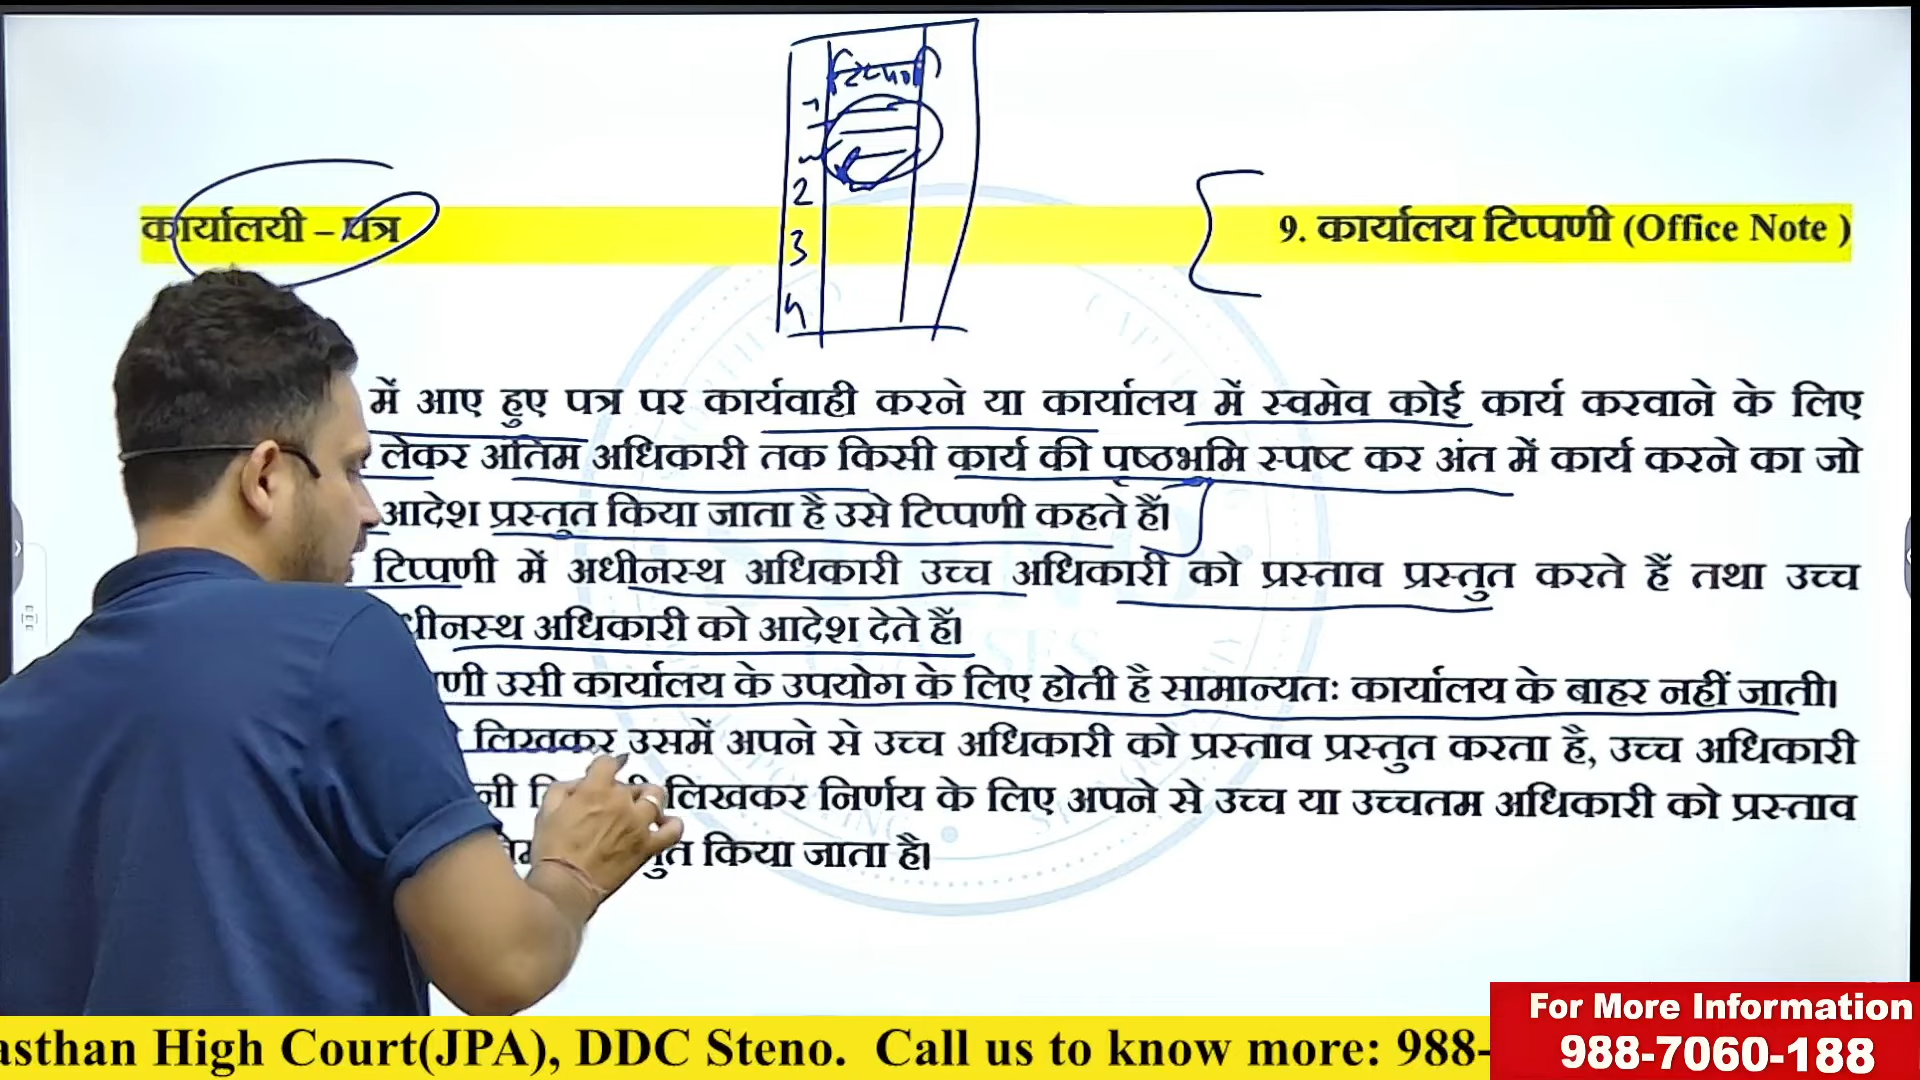 टिप्पणी
2
3
4
कार्यालयी – पत्र
9. कार्यालय टिप्पणी (Office Note )
में आए हुए पत्र पर कार्यवाही करने या कार्यालय में स्वमेव कोई कार्य करवाने के लिए
लेकर अंतिम अधिकारी तक किसी कार्य की पृष्ठभमि स्पष्ट कर अंत में कार्य करने का जो
आदेश प्रस्तुत किया जाता है उसे टिप्पणी कहते हैं।
टिप्पणी में अधीनस्थ अधिकारी उच्च अधिकारी को प्रस्ताव प्रस्तुत करते हैं तथा उच्च
धीनस्थ अधिकारी को आदेश देते हैं।
णी उसी कार्यालय के उपयोग के लिए होती है सामान्यतः कार्यालय के बाहर नहीं जाती।
लिखकर उसमें अपने से उच्च अधिकारी को प्रस्ताव प्रस्तुत करता है, उच्च अधिकारी
लिखकर निर्णय के लिए अपने से उच्च या उच्चतम अधिकारी को प्रस्ताव
किया जाता है।
asthan High Court(JPA), DDC Steno. Call us to know more: 988-
For More Information
988-7060-188